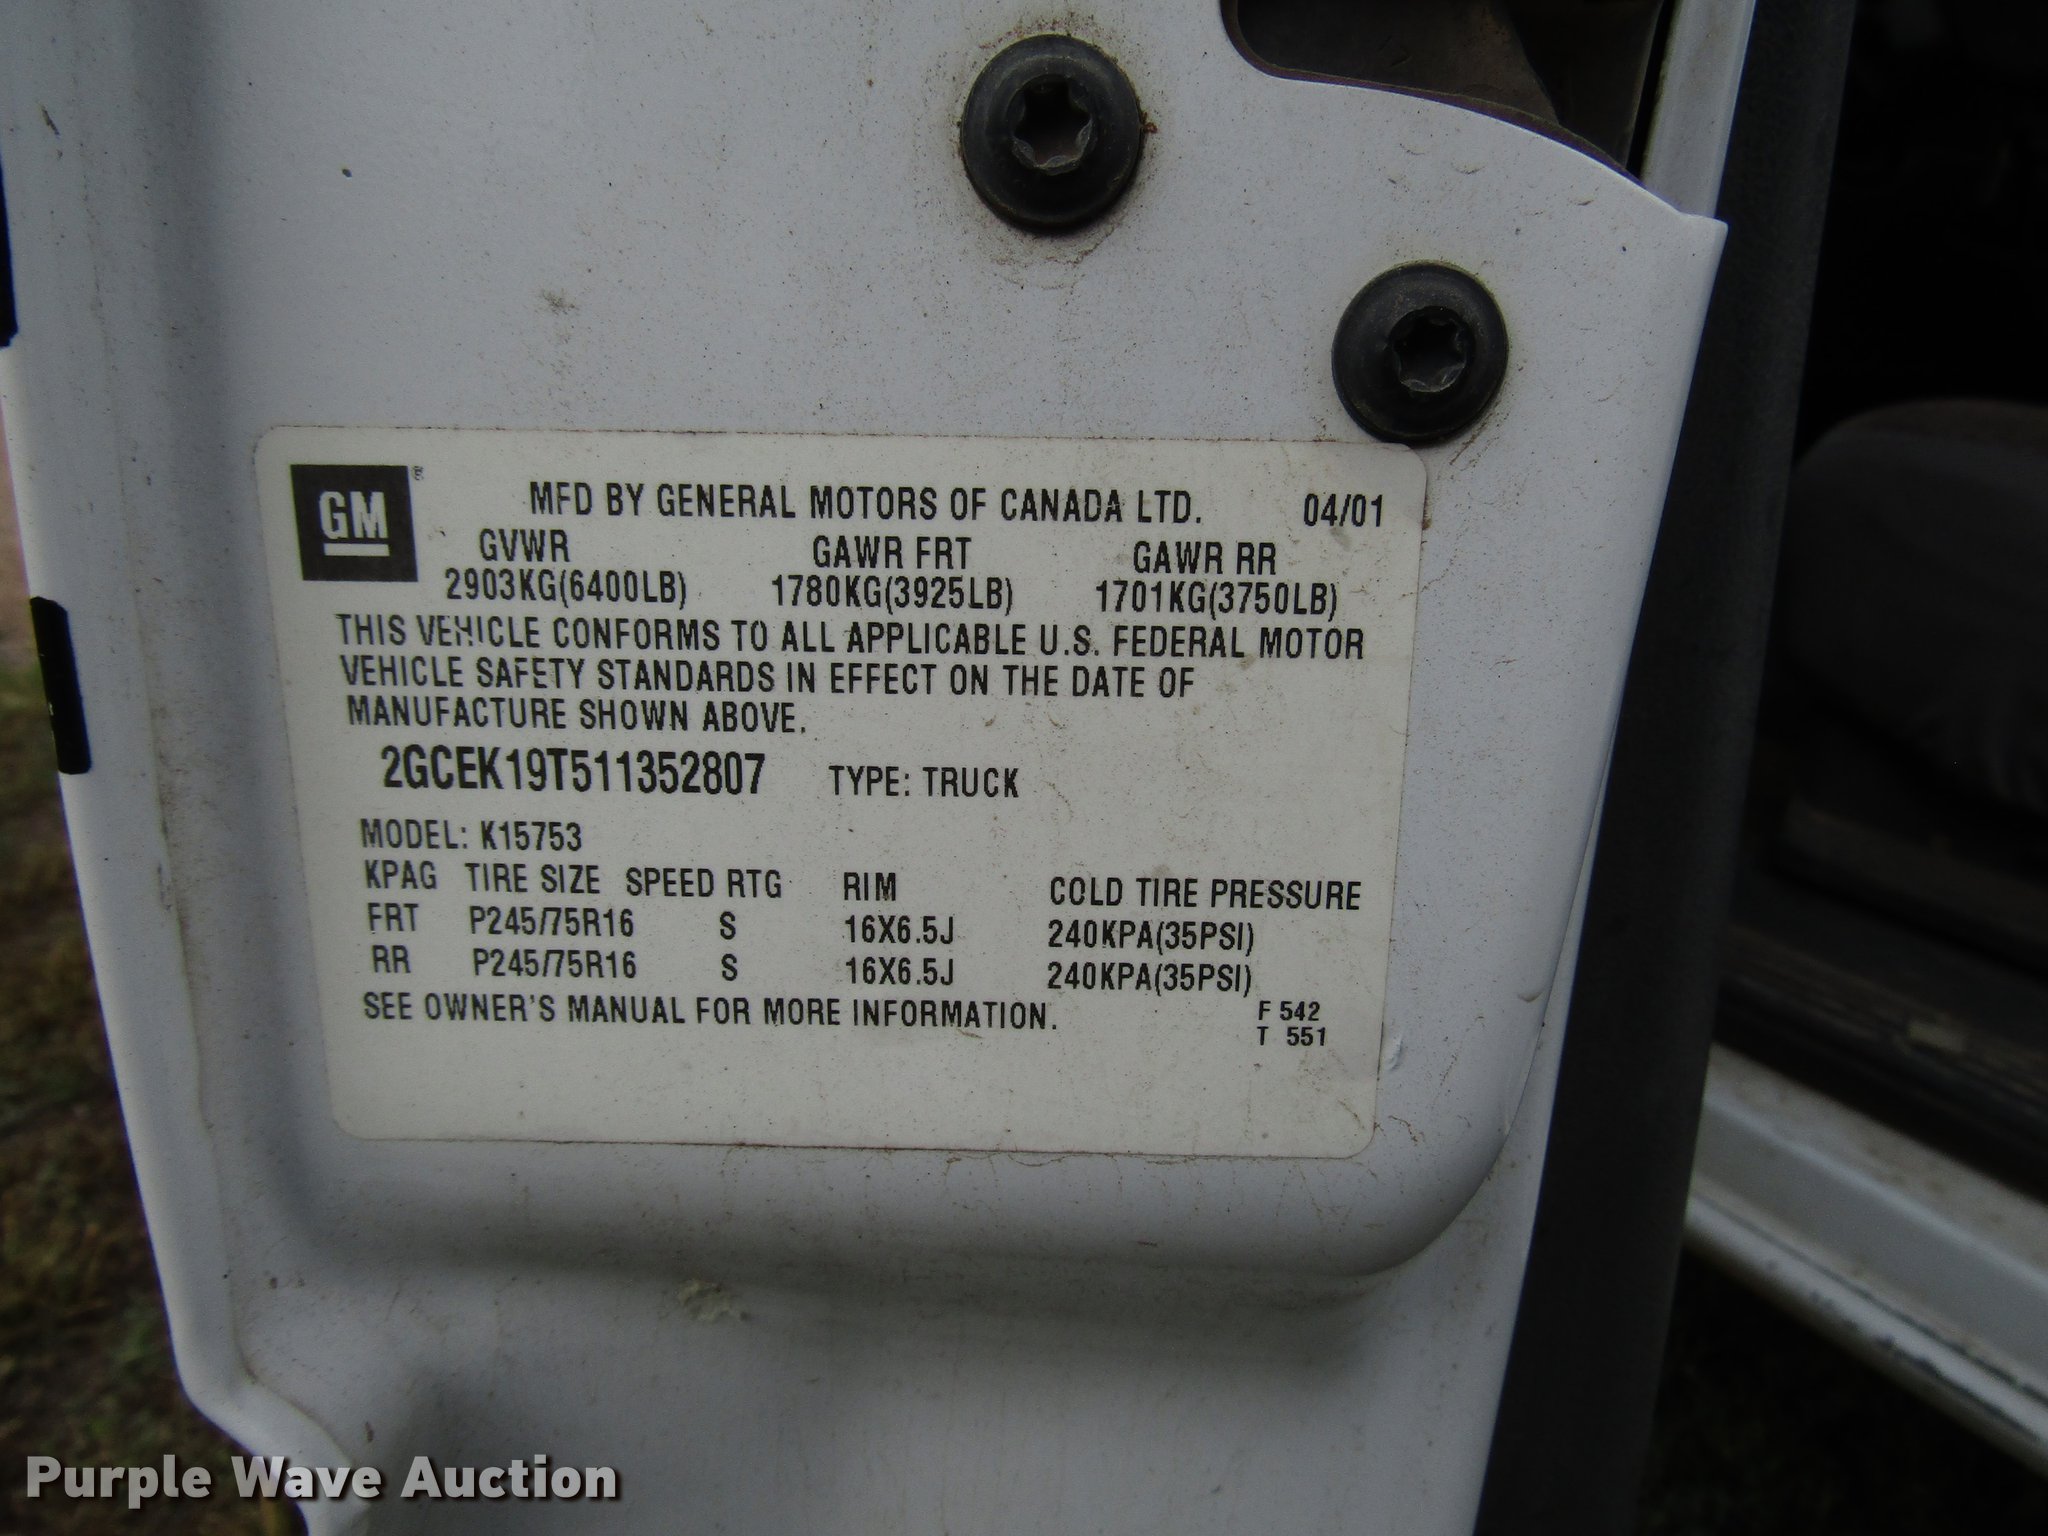 GM ®
MFD BY GENERAL MOTORS OF CANADA LTD. 04/01
GVWR GAWR FRT GAWR RR
2903KG(6400LB) 1780KG(3925LB) 1701KG(3750LB)
THIS VEHICLE CONFORMS TO ALL APPLICABLE U.S. FEDERAL MOTOR
VEHICLE SAFETY STANDARDS IN EFFECT ON THE DATE OF
MANUFACTURE SHOWN ABOVE.
2GCEK19T511352807 TYPE: TRUCK
MODEL: K15753
KPAG TIRE SIZE SPEED RTG RIM COLD TIRE PRESSURE
FRT P245/75R16 S 16X6.5J 240KPA(35PSI)
RR P245/75R16 S 16X6.5J 240KPA(35PSI)
SEE OWNER'S MANUAL FOR MORE INFORMATION.
F 542
T 551
Purple Wave Auction